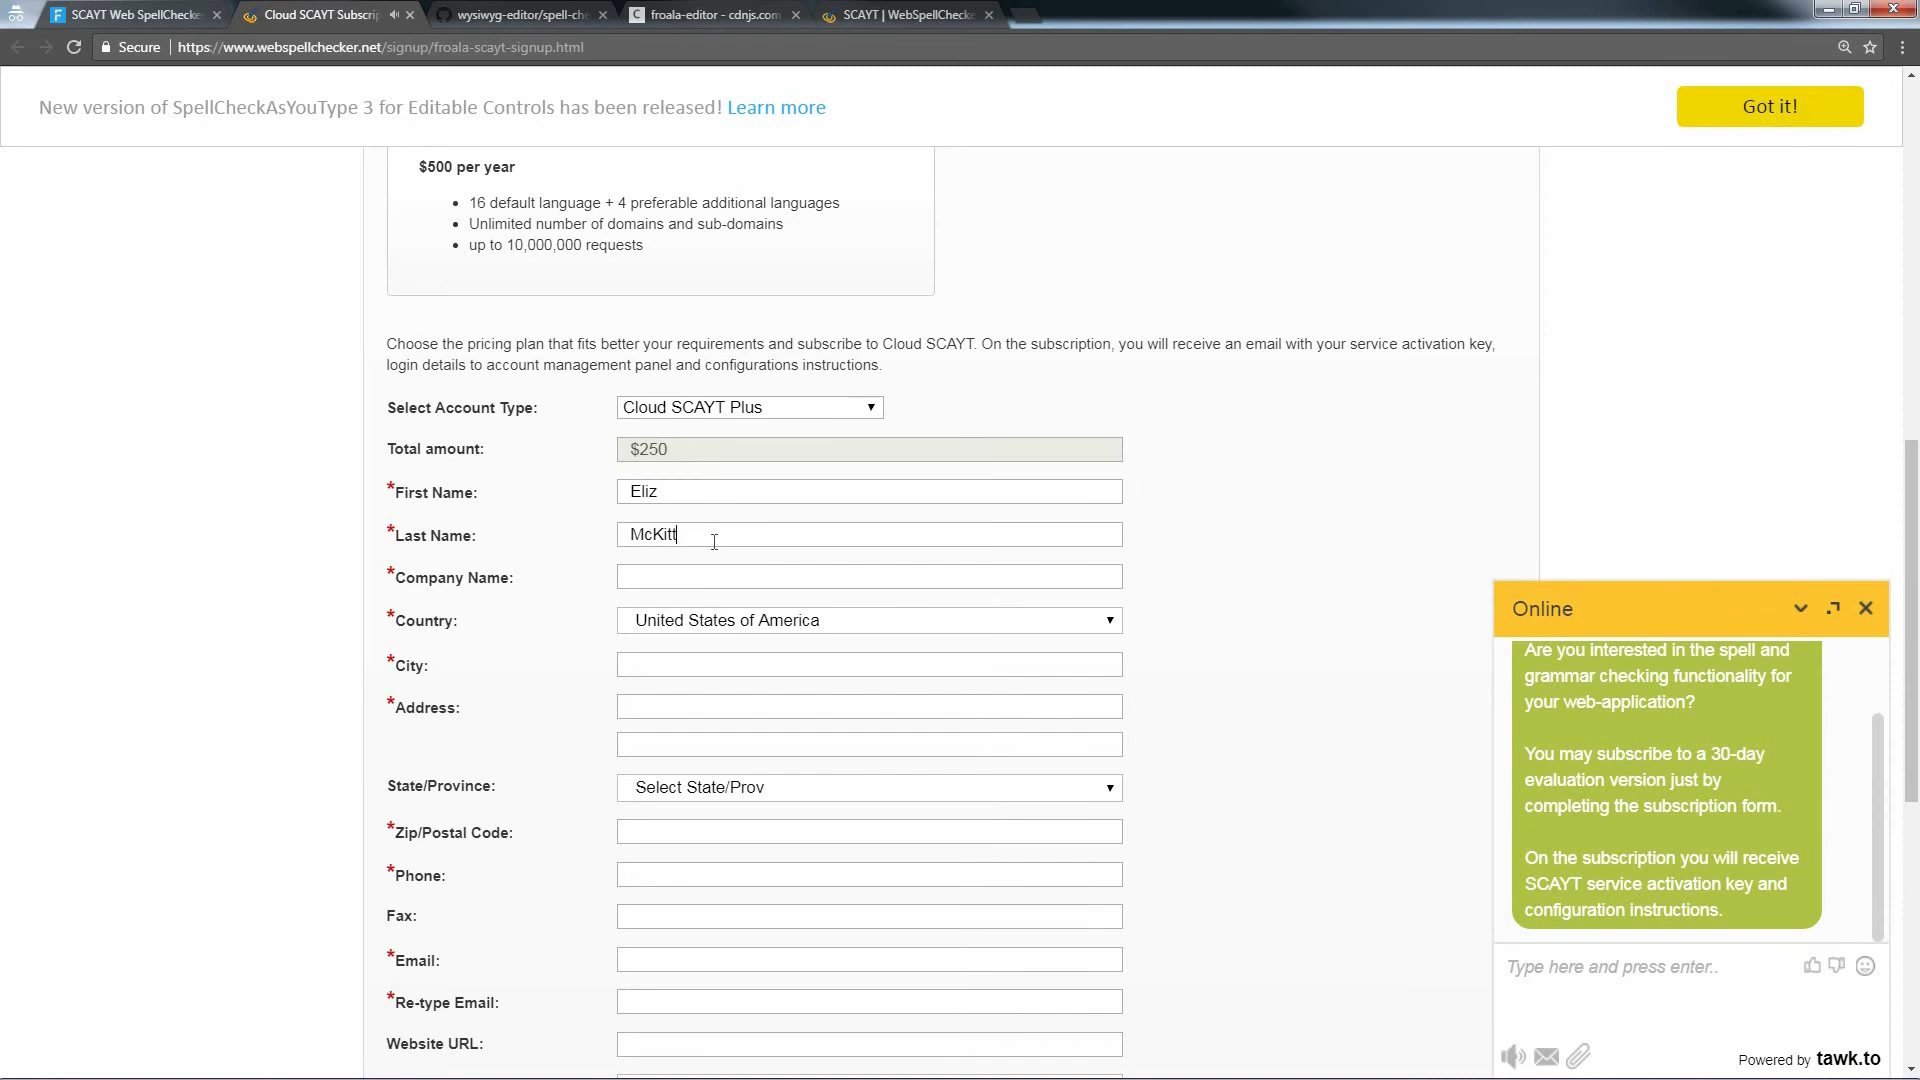 SCAYT Web SpellChecke
Cloud SCAYT Subscrip
wysiwyg-editor/spell-che
froala-editor - cdnjs.com
SCAYT | WebSpellChecke
Secure
https://www.webspellchecker.net/signup/froala-scayt-signup.html
New version of SpellCheckAsYouType 3 for Editable Controls has been released! Learn more
Got it!
$500 per year
16 default language + 4 preferable additional languages
Unlimited number of domains and sub-domains
up to 10,000,000 requests
Choose the pricing plan that fits better your requirements and subscribe to Cloud SCAYT. On the subscription, you will receive an email with your service activation key,
login details to account management panel and configurations instructions.
Select Account Type: Cloud SCAYT Plus
Total amount: $250
*First Name: Eliz
*Last Name: McKitt
*Company Name:
*Country: United States of America
*City:
*Address:
State/Province: Select State/Prov
*Zip/Postal Code:
*Phone:
Fax:
*Email:
*Re-type Email:
Website URL:
Online
Are you interested in the spell and
grammar checking functionality for
your web-application?
You may subscribe to a 30-day
evaluation version just by
completing the subscription form.
On the subscription you will receive
SCAYT service activation key and
configuration instructions.
Type here and press enter..
Powered by tawk.to